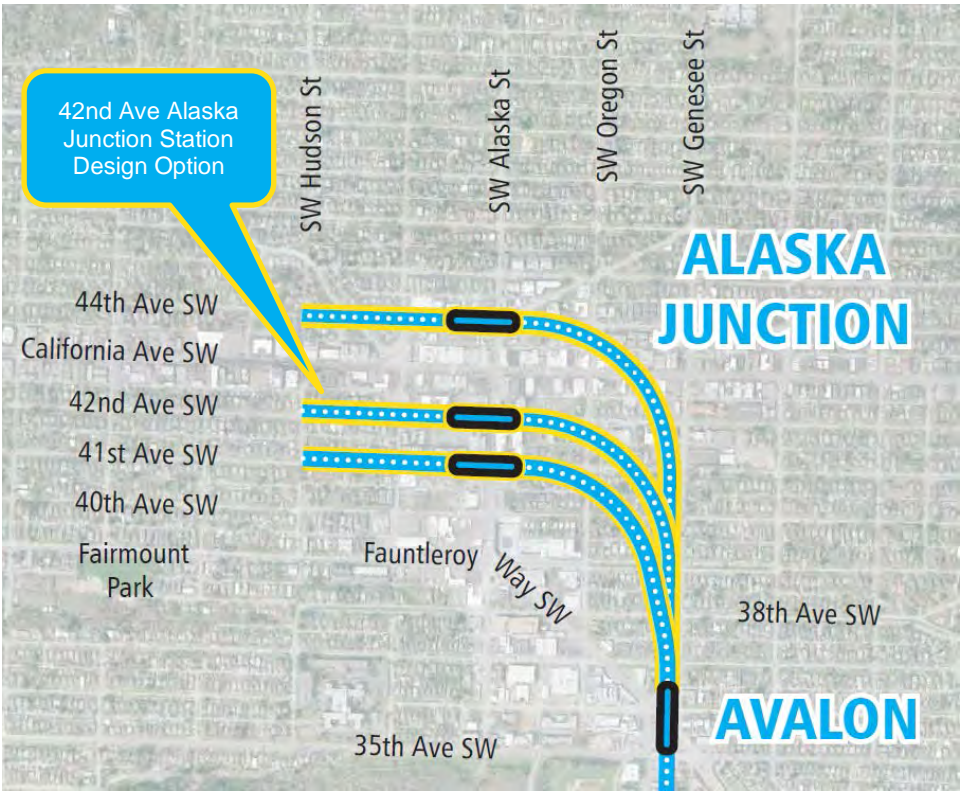 42nd Ave Alaska
Junction Station
Design Option
SW Hudson St
SW Alaska St
SW Oregon St
SW Genesee St
ALASKA
JUNCTION
44th Ave SW
California Ave SW
42nd Ave SW
41st Ave SW
40th Ave SW
Fairmount
Park
Fauntleroy
Way SW
38th Ave SW
AVALON
35th Ave SW